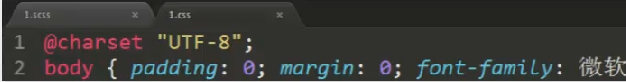 1.scss × 1.css ×
1 @charset "UTF-8";
2 body { padding: 0; margin: 0; font-family: 微软